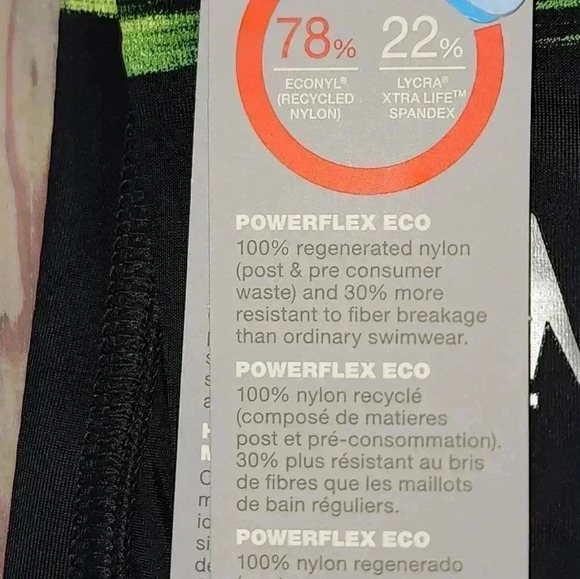 78% 22%
ECONYL® LYCRA®
(RECYCLED XTRA LIFE™
NYLON) SPANDEX
POWERFLEX ECO
100% regenerated nylon
(post & pre consumer
waste) and 30% more
resistant to fiber breakage
than ordinary swimwear.
POWERFLEX ECO
100% nylon recyclé
(composé de matieres
post et pré-consommation).
30% plus résistant au bris
de fibres que les maillots
de bain réguliers.
POWERFLEX ECO
100% nylon regenerado